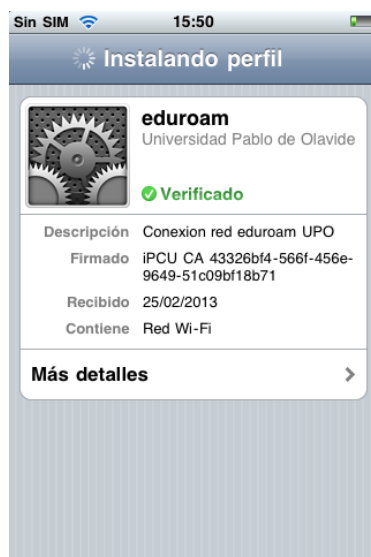 Sin SIM 15:50
Instalando perfil
eduroam
Universidad Pablo de Olavide
Verificado
Descripción Conexion red eduroam UPO
Firmado iPCU CA 43326bf4-566f-456e-
9649-51c09bf18b71
Recibido 25/02/2013
Contiene Red Wi-Fi
Más detalles